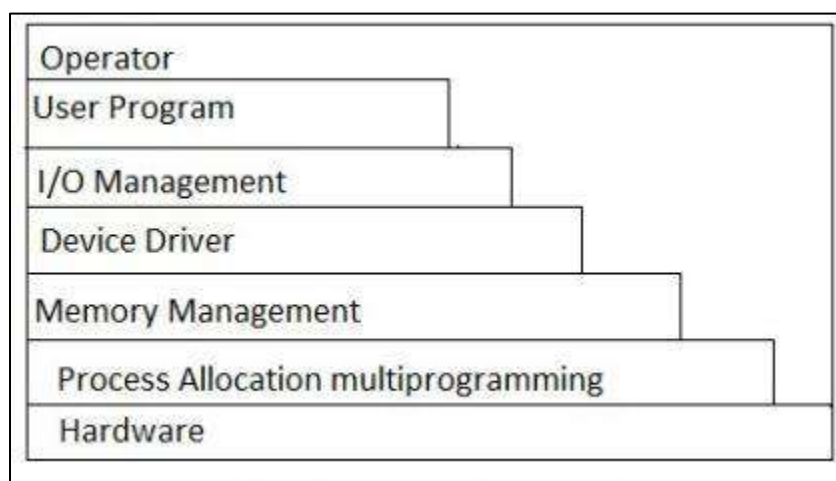 Operator
User Program
I/O Management
Device Driver
Memory Management
Process Allocation multiprogramming
Hardware